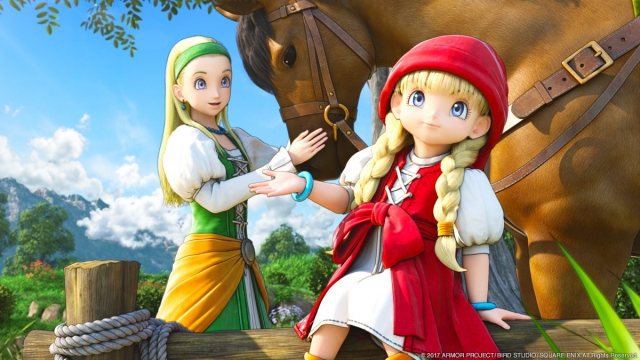 © 2017 ARMOR PROJECT/BIRD STUDIO/SQUARE ENIX All Rights Reserved.